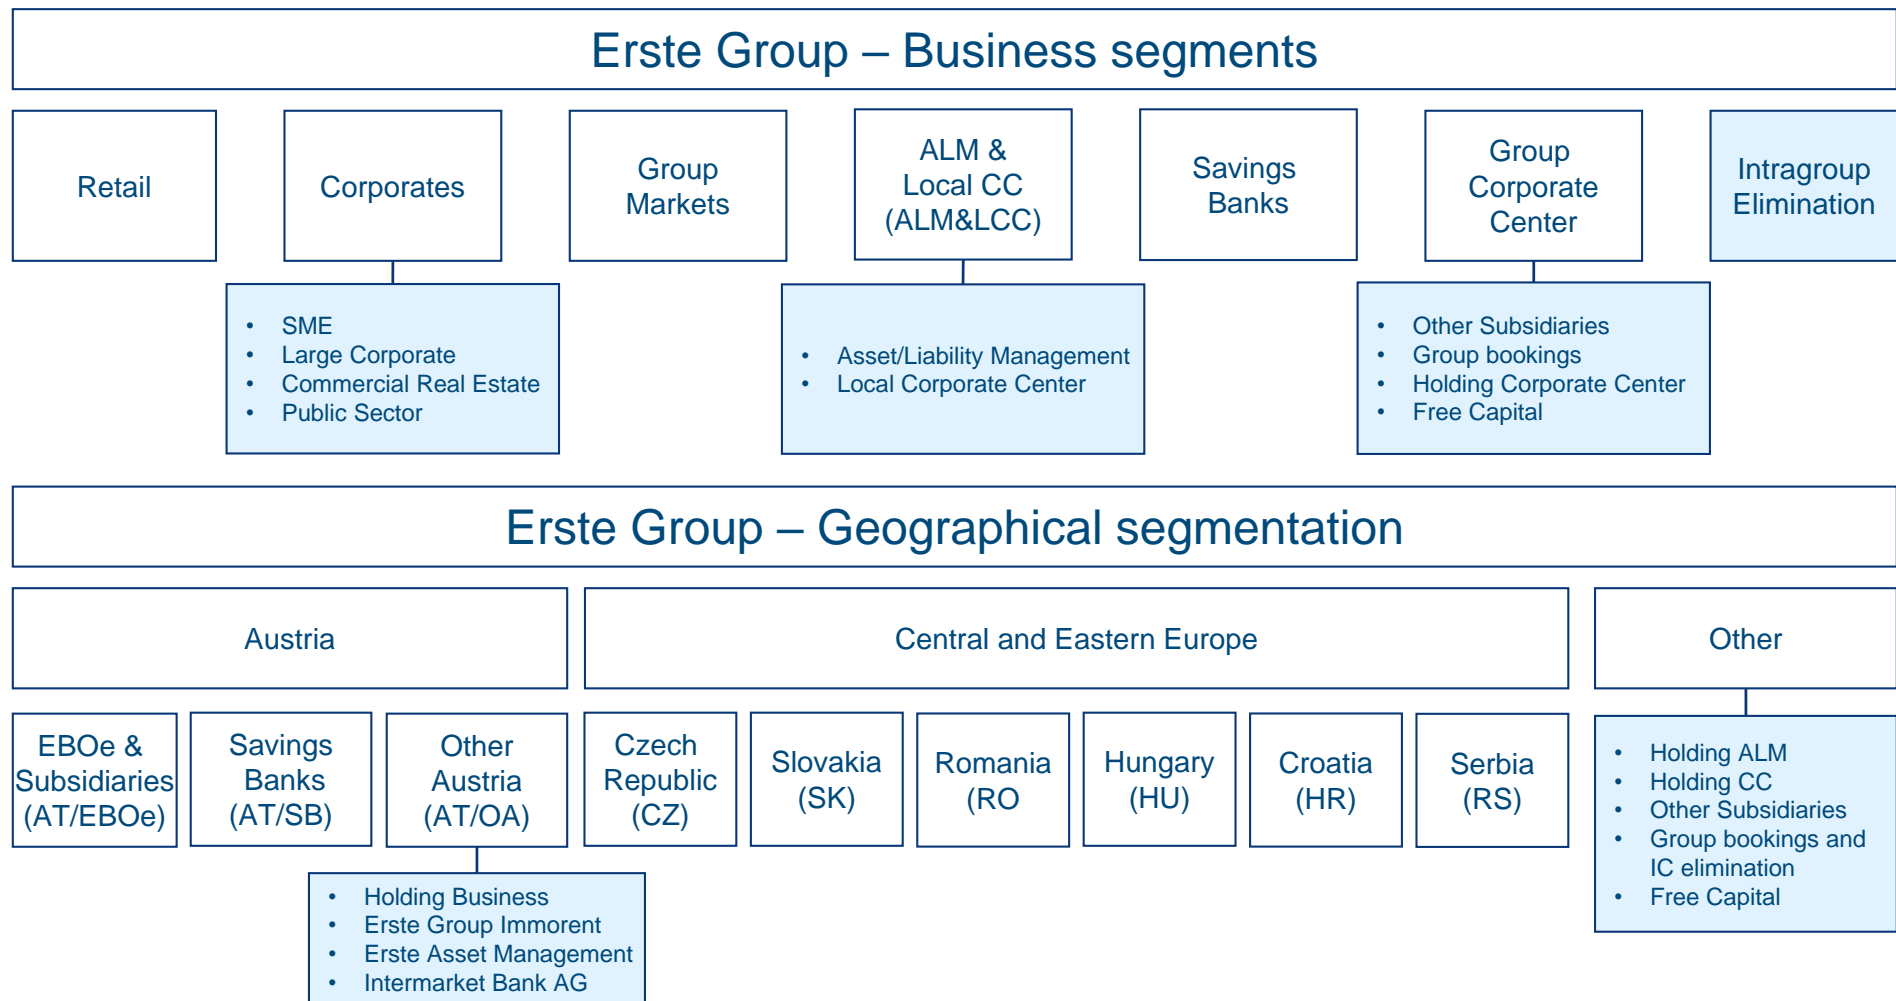 Erste Group – Business segments
Retail
Corporates
Group
Markets
ALM &
Local CC
(ALM&LCC)
Savings
Banks
Group
Corporate
Center
Intragroup
Elimination
• SME
• Large Corporate
• Commercial Real Estate
• Public Sector
• Asset/Liability Management
• Local Corporate Center
• Other Subsidiaries
• Group bookings
• Holding Corporate Center
• Free Capital
Erste Group – Geographical segmentation
Austria
Central and Eastern Europe
Other
EBOe &
Subsidiaries
(AT/EBOe)
Savings
Banks
(AT/SB)
Other
Austria
(AT/OA)
Czech
Republic
(CZ)
Slovakia
(SK)
Romania
(RO
Hungary
(HU)
Croatia
(HR)
Serbia
(RS)
• Holding ALM
• Holding CC
• Other Subsidiaries
• Group bookings and
IC elimination
• Free Capital
• Holding Business
• Erste Group Immorent
• Erste Asset Management
• Intermarket Bank AG